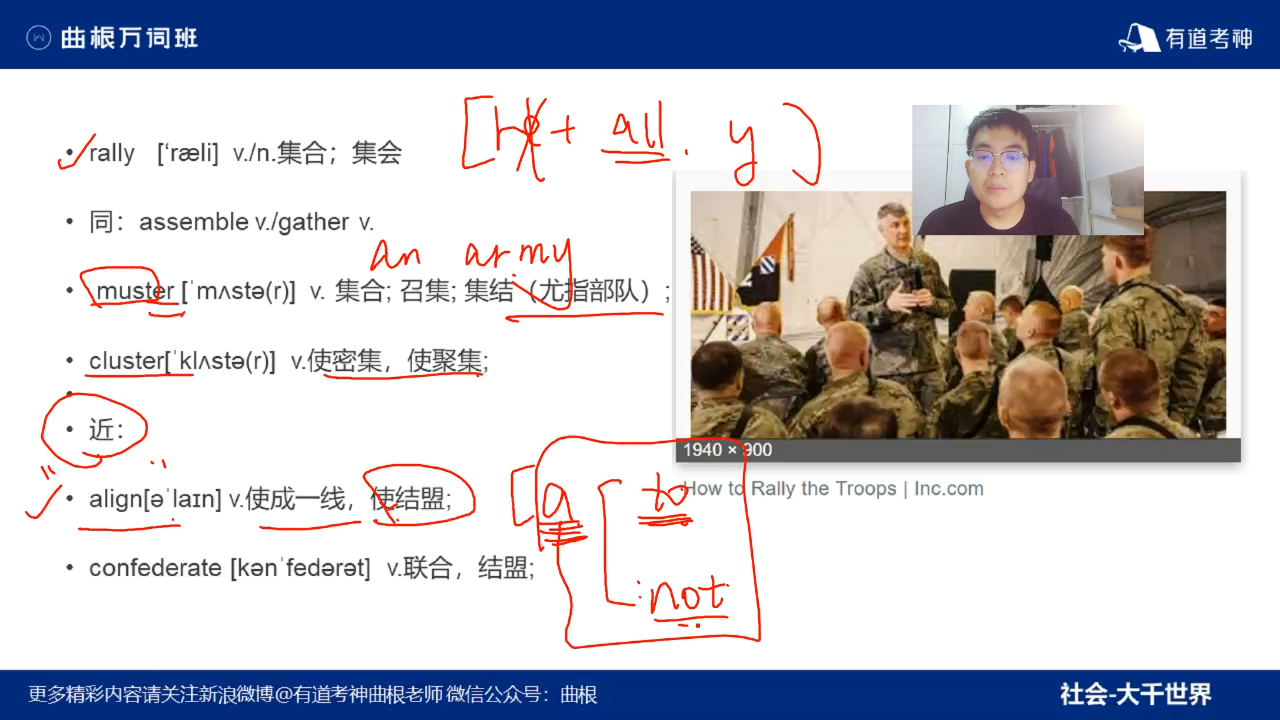 曲根万词班
有道考神
[re+ all. y)
• rally [‘ræli] v./n.集合；集会
• 同：assemble v./gather v.
an army
• muster [ˈmʌstə(r)] v. 集合; 召集; 集结（尤指部队）;
• cluster[ˈklʌstə(r)] v.使密集，使聚集;
• 近：
• align[əˈlaɪn] v.使成一线，使结盟;
[a
to
not
• confederate [kənˈfedərət] v.联合，结盟;
1940 × 900
How to Rally the Troops | Inc.com
更多精彩内容请关注新浪微博@有道考神曲根老师 微信公众号：曲根
社会-大千世界